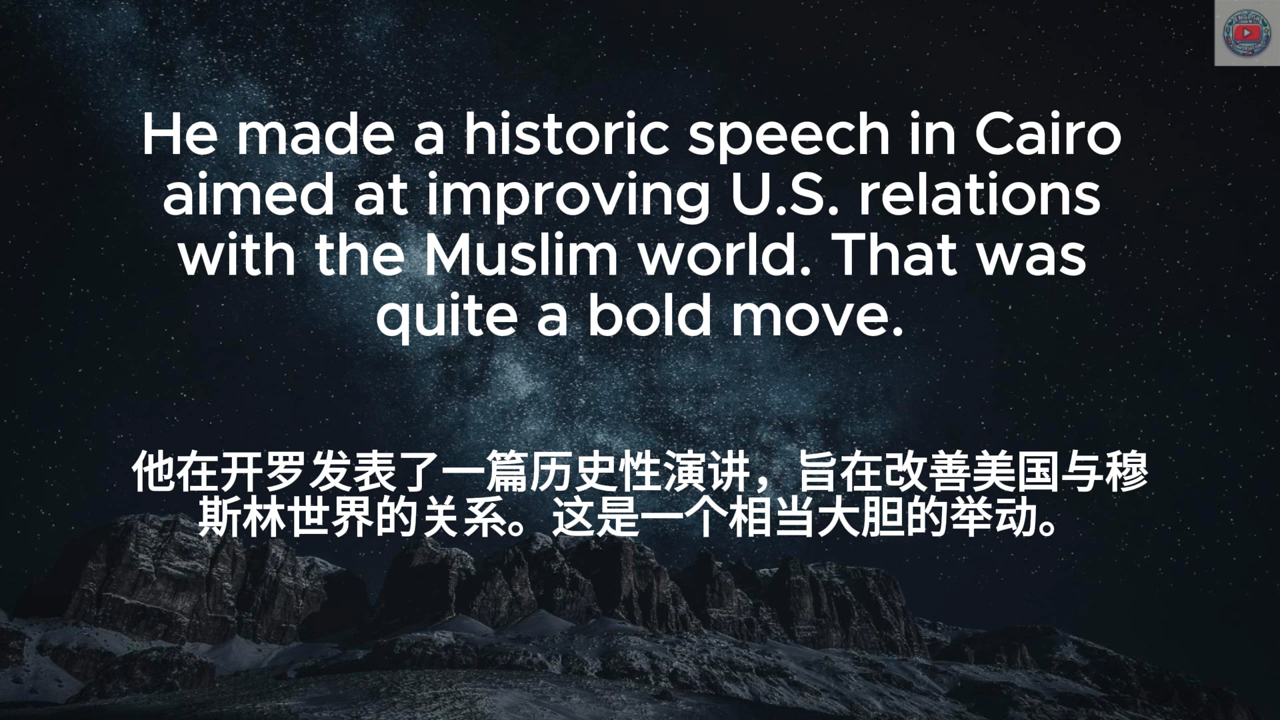 He made a historic speech in Cairo
aimed at improving U.S. relations
with the Muslim world. That was
quite a bold move.
他在开罗发表了一篇历史性演讲，旨在改善美国与穆
斯林世界的关系。这是一个相当大胆的举动。